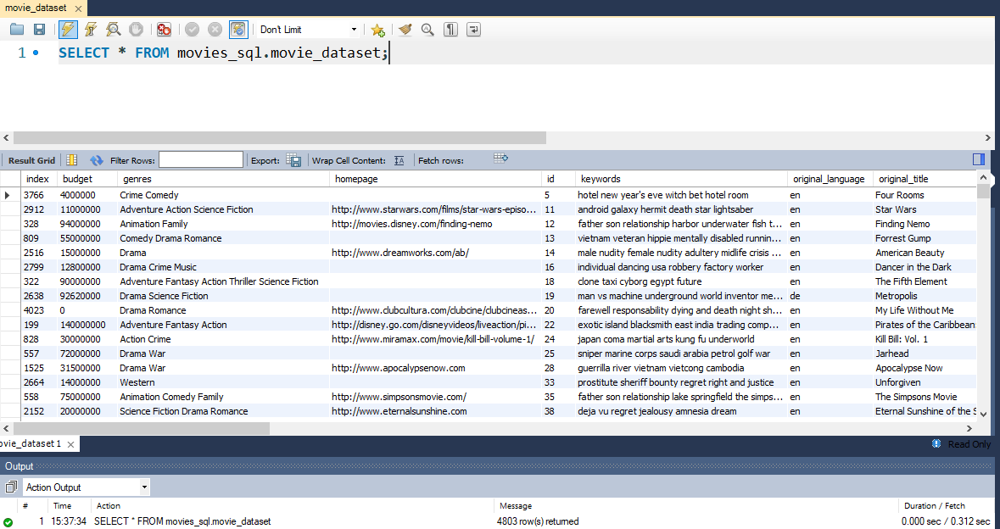 movie_dataset
Don't Limit
1 SELECT * FROM movies_sql.movie_dataset;
Result Grid Filter Rows: Export: Wrap Cell Content: Fetch rows:
index budget genres homepage id keywords original_language original_title
3766 4000000 Crime Comedy 5 hotel new year's eve witch bet hotel room en Four Rooms
2912 11000000 Adventure Action Science Fiction http://www.starwars.com/films/star-wars-episo... 11 android galaxy hermit death star lightsaber en Star Wars
328 94000000 Animation Family http://movies.disney.com/finding-nemo 12 father son relationship harbor underwater fish t... en Finding Nemo
809 55000000 Comedy Drama Romance 13 vietnam veteran hippie mentally disabled runnin... en Forrest Gump
2516 15000000 Drama http://www.dreamworks.com/ab/ 14 male nudity female nudity adultery midlife crisis ... en American Beauty
2799 12800000 Drama Crime Music 16 individual dancing usa robbery factory worker en Dancer in the Dark
322 90000000 Adventure Fantasy Action Thriller Science Fiction 18 clone taxi cyborg egypt future en The Fifth Element
2638 92620000 Drama Science Fiction 19 man vs machine underground world inventor me... de Metropolis
4023 0 Drama Romance http://www.clubcultura.com/clubcine/clubcineas... 20 farewell responsability dying and death night sh... en My Life Without Me
199 140000000 Adventure Fantasy Action http://disney.go.com/disneyvideos/liveaction/pi... 22 exotic island blacksmith east india trading comp... en Pirates of the Caribbean:
828 30000000 Action Crime http://www.miramax.com/movie/kill-bill-volume-1/ 24 japan coma martial arts kung fu underworld en Kill Bill: Vol. 1
557 72000000 Drama War 25 sniper marine corps saudi arabia petrol golf war en Jarhead
1525 31500000 Drama War http://www.apocalypsenow.com 28 guerrilla river vietnam vietcong cambodia en Apocalypse Now
2664 14000000 Western 33 prostitute sheriff bounty regret right and justice en Unforgiven
558 75000000 Animation Comedy Family http://www.simpsonsmovie.com/ 35 father son relationship lake springfield the simps... en The Simpsons Movie
2152 20000000 Science Fiction Drama Romance http://www.eternalsunshine.com 38 deja vu regret jealousy amnesia dream en Eternal Sunshine of the S
ovie_dataset 1 Read Only
Output
Action Output
# Time Action Message Duration / Fetch
1 15:37:34 SELECT * FROM movies_sql.movie_dataset 4803 row(s) returned 0.000 sec / 0.312 sec